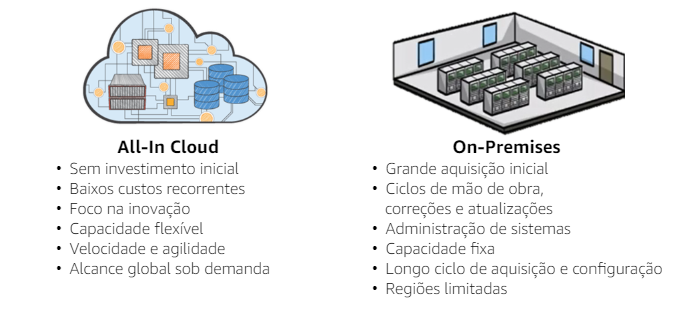 All-In Cloud
• Sem investimento inicial
• Baixos custos recorrentes
• Foco na inovação
• Capacidade flexível
• Velocidade e agilidade
• Alcance global sob demanda
On-Premises
• Grande aquisição inicial
• Ciclos de mão de obra,
correções e atualizações
• Administração de sistemas
• Capacidade fixa
• Longo ciclo de aquisição e configuração
• Regiões limitadas